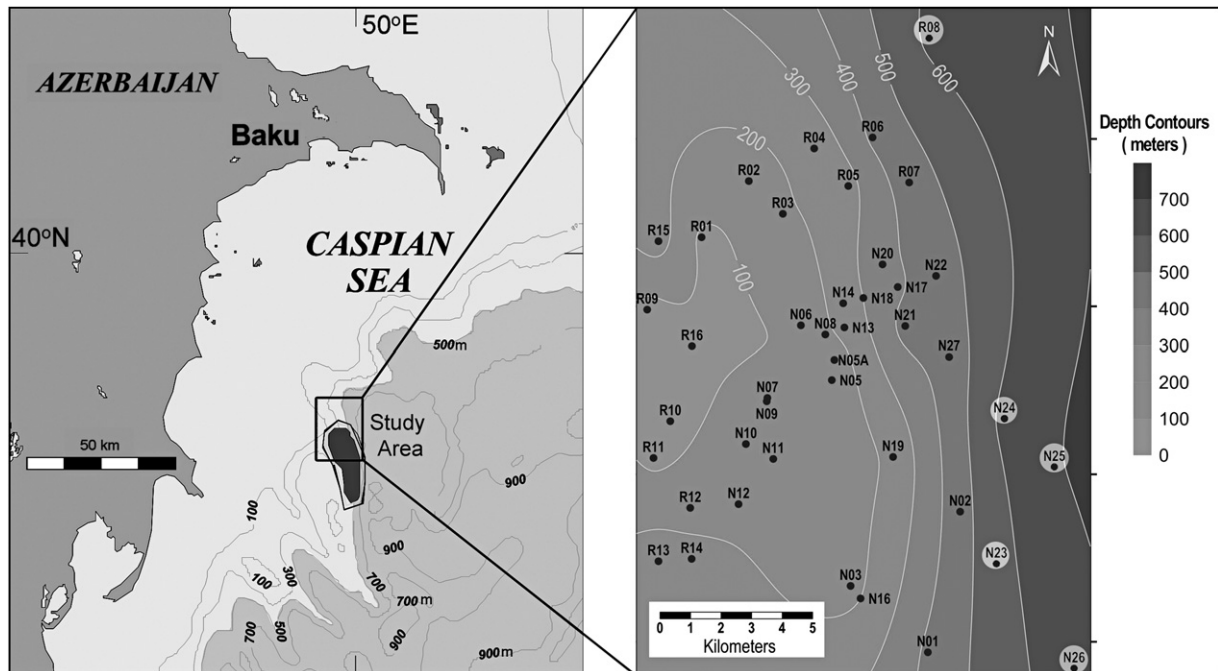 50°E
AZERBAIJAN
Baku
40°N
CASPIAN
SEA
500m
Study
Area
50 km
100
900
900
100
300
700
700m
700
500
900
900m
N
R08
300
400
500
600
200
R04
R06
R02
R05
R07
R03
R15
R01
N20
N22
100
N14
N18
N17
R09
N06
N08
N13
N21
R16
N27
N05A
N05
N07
N09
N24
R10
N10
N11
N19
R11
N25
R12
N12
N02
R13
R14
N23
N03
N16
0 1 2 3 4 5
Kilometers
N01
N26
Depth Contours
( meters )
700
600
500
400
300
200
100
0